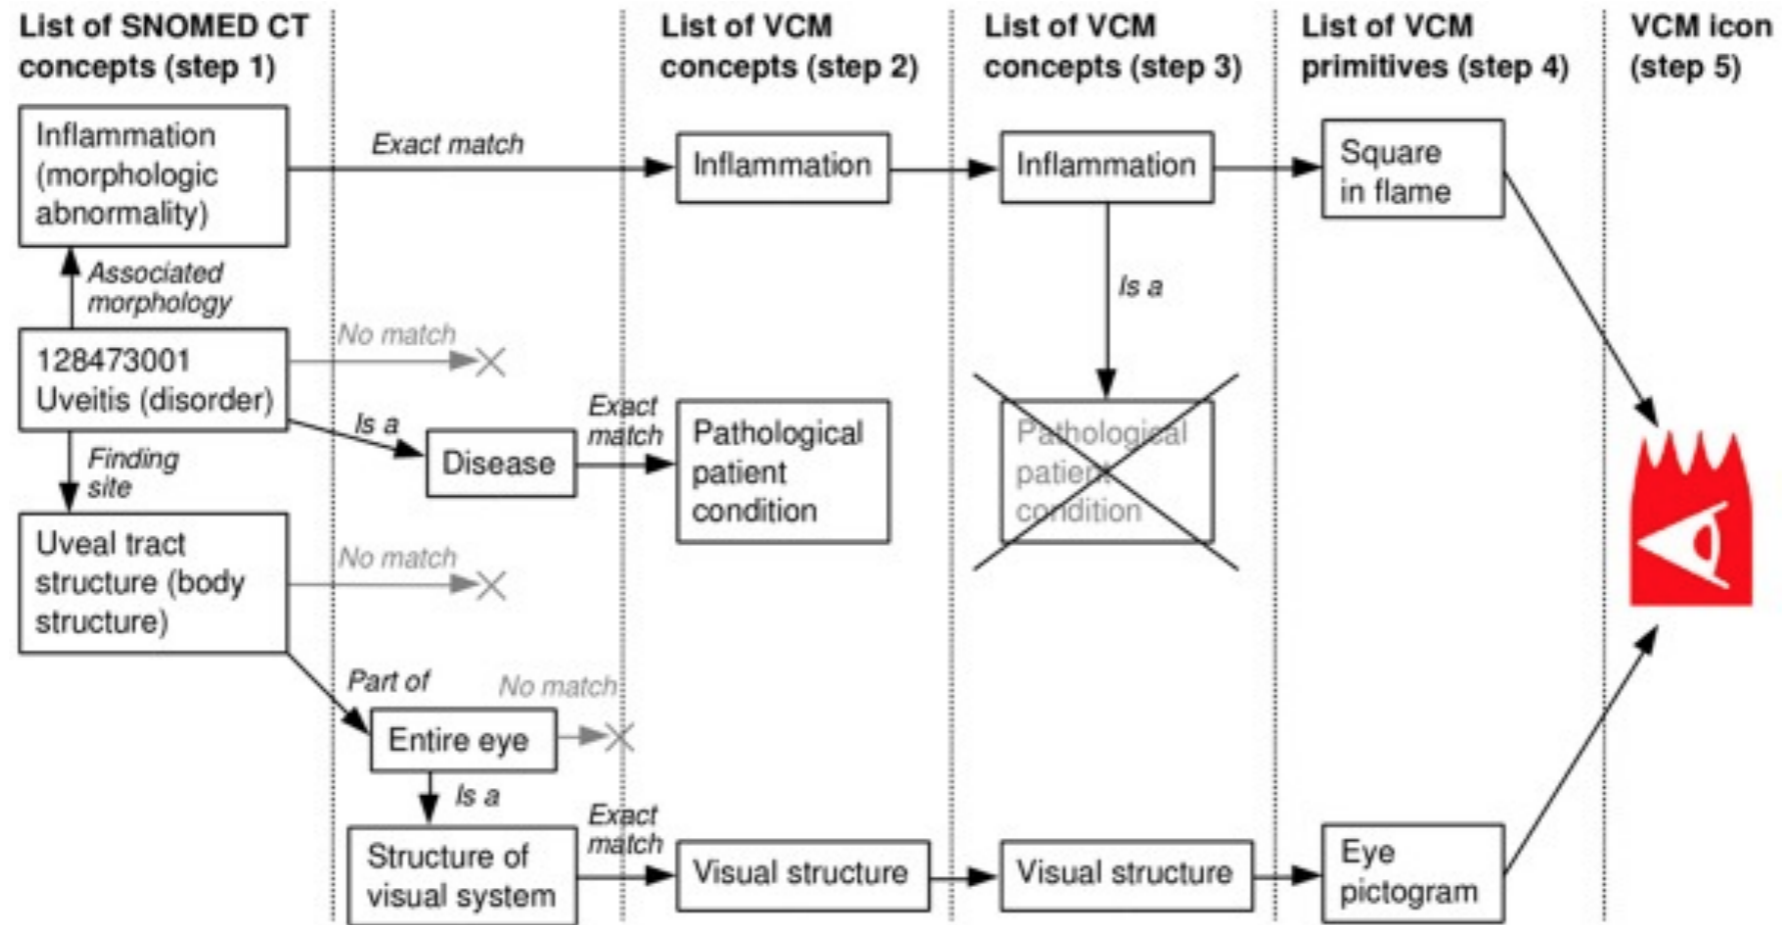 List of SNOMED CT
concepts (step 1)
List of VCM
concepts (step 2)
List of VCM
concepts (step 3)
List of VCM
primitives (step 4)
VCM icon
(step 5)
Inflammation
(morphologic
abnormality)
Exact match
Inflammation
Inflammation
Square
in flame
Associated
morphology
Is a
128473001
Uveitis (disorder)
No match
Is a
Disease
Exact
match
Pathological
patient
condition
Pathological
patient
condition
Finding
site
Uveal tract
structure (body
structure)
No match
Part of
No match
Entire eye
Is a
Structure of
visual system
Exact
match
Visual structure
Visual structure
Eye
pictogram